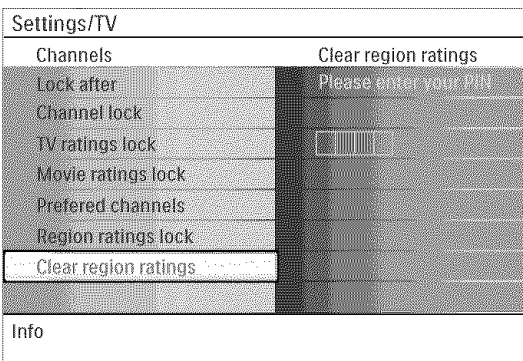 Settings/TV
Channels
Clear region ratings
Lock after
Please enter your PIN
Channel lock
TV ratings lock
Movie ratings lock
Prefered channels
Region ratings lock
Clear region ratings
Info